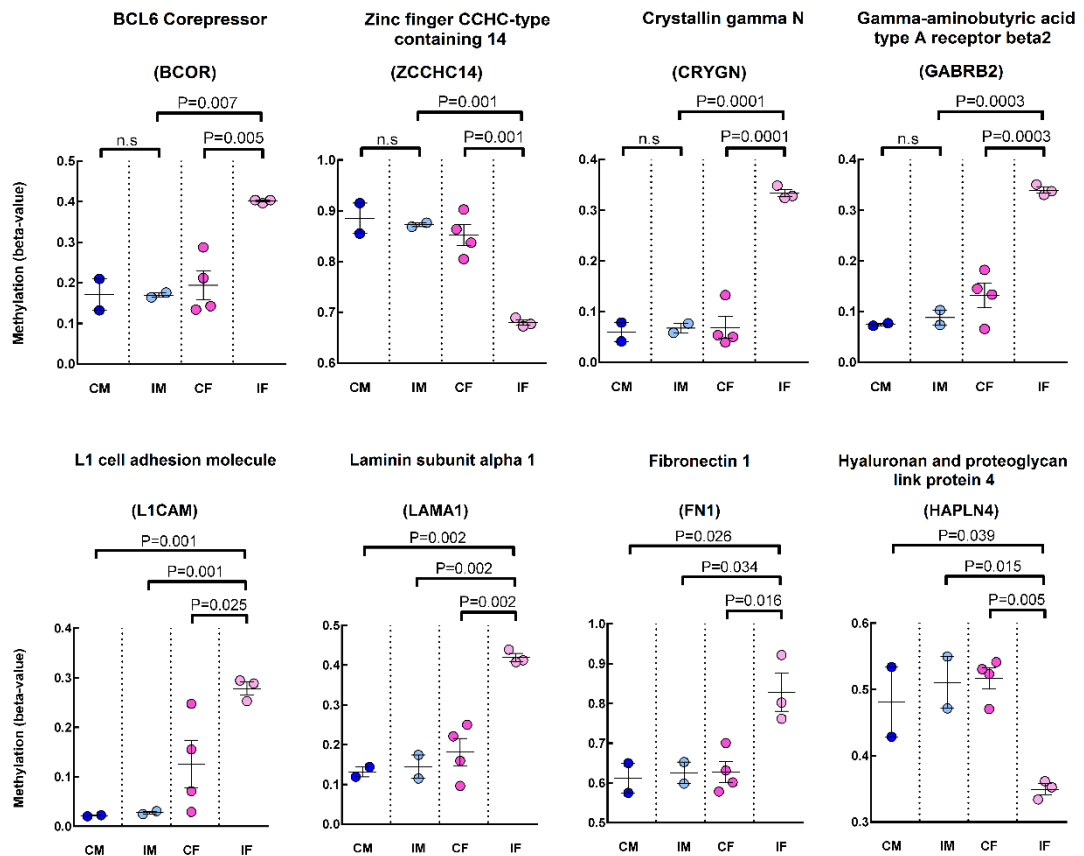 BCL6 Corepressor
(BCOR)
P=0.007
n.s
P=0.005
Methylation (beta-value)
0.5
0.4
0.3
0.2
0.1
0.0
CM IM CF IF
Zinc finger CCHC-type
containing 14
(ZCCHC14)
P=0.001
n.s
P=0.001
1.0
0.9
0.8
0.7
0.6
CM IM CF IF
Crystallin gamma N
(CRYGN)
P=0.0001
n.s
P=0.0001
0.4
0.3
0.2
0.1
0.0
CM IM CF IF
Gamma-aminobutyric acid
type A receptor beta2
(GABRB2)
P=0.0003
n.s
P=0.0003
0.4
0.3
0.2
0.1
0.0
CM IM CF IF
L1 cell adhesion molecule
(L1CAM)
P=0.001
P=0.001
P=0.025
Methylation (beta-value)
0.4
0.3
0.2
0.1
0.0
CM IM CF IF
Laminin subunit alpha 1
(LAMA1)
P=0.002
P=0.002
P=0.002
0.5
0.4
0.3
0.2
0.1
0.0
CM IM CF IF
Fibronectin 1
(FN1)
P=0.026
P=0.034
P=0.016
1.0
0.9
0.8
0.7
0.6
0.5
CM IM CF IF
Hyaluronan and proteoglycan
link protein 4
(HAPLN4)
P=0.039
P=0.015
P=0.005
0.6
0.5
0.4
0.3
CM IM CF IF